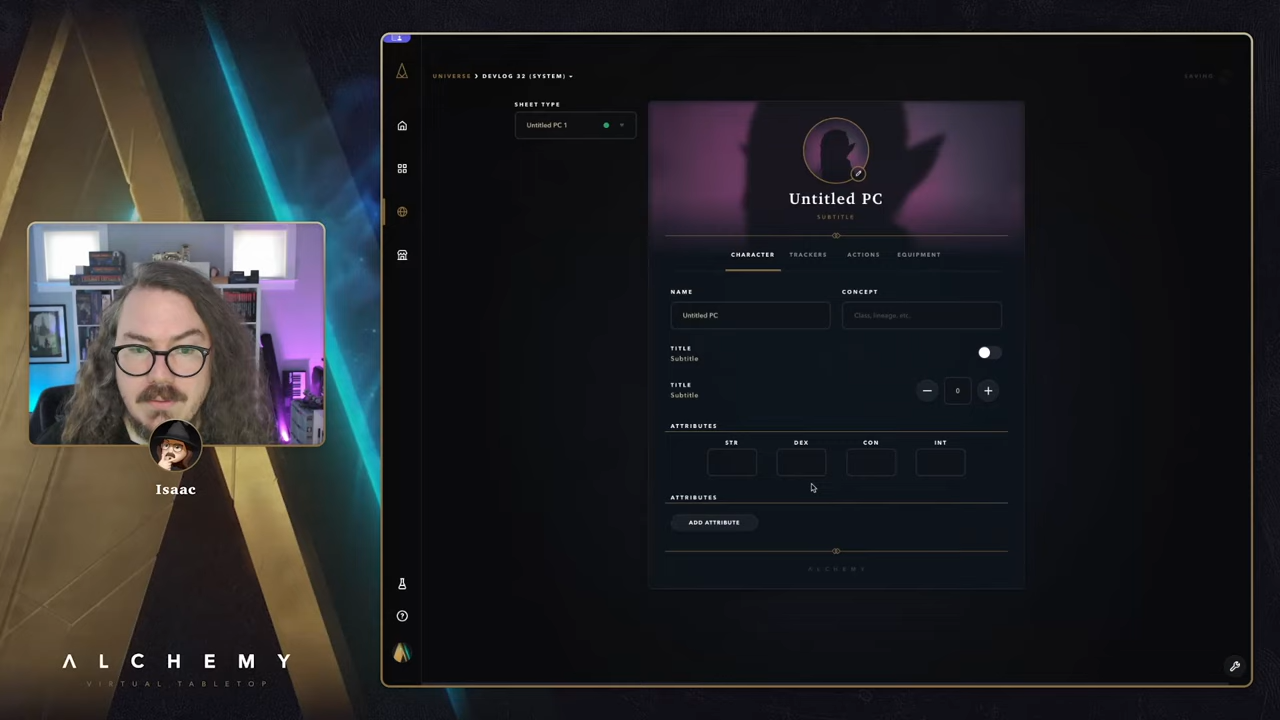 UNIVERSE › DEVLOG 32 (SYSTEM)
SAVING
SHEET TYPE
Untitled PC 1
Untitled PC
SUBTITLE
CHARACTER TRACKERS ACTIONS EQUIPMENT
NAME CONCEPT
Untitled PC Class, lineage, etc.
TITLE
Subtitle
TITLE
Subtitle
0
ATTRIBUTES
STR DEX CON INT
ATTRIBUTES
ADD ATTRIBUTE
ALCHEMY
Isaac
ALCHEMY
VIRTUAL TABLETOP